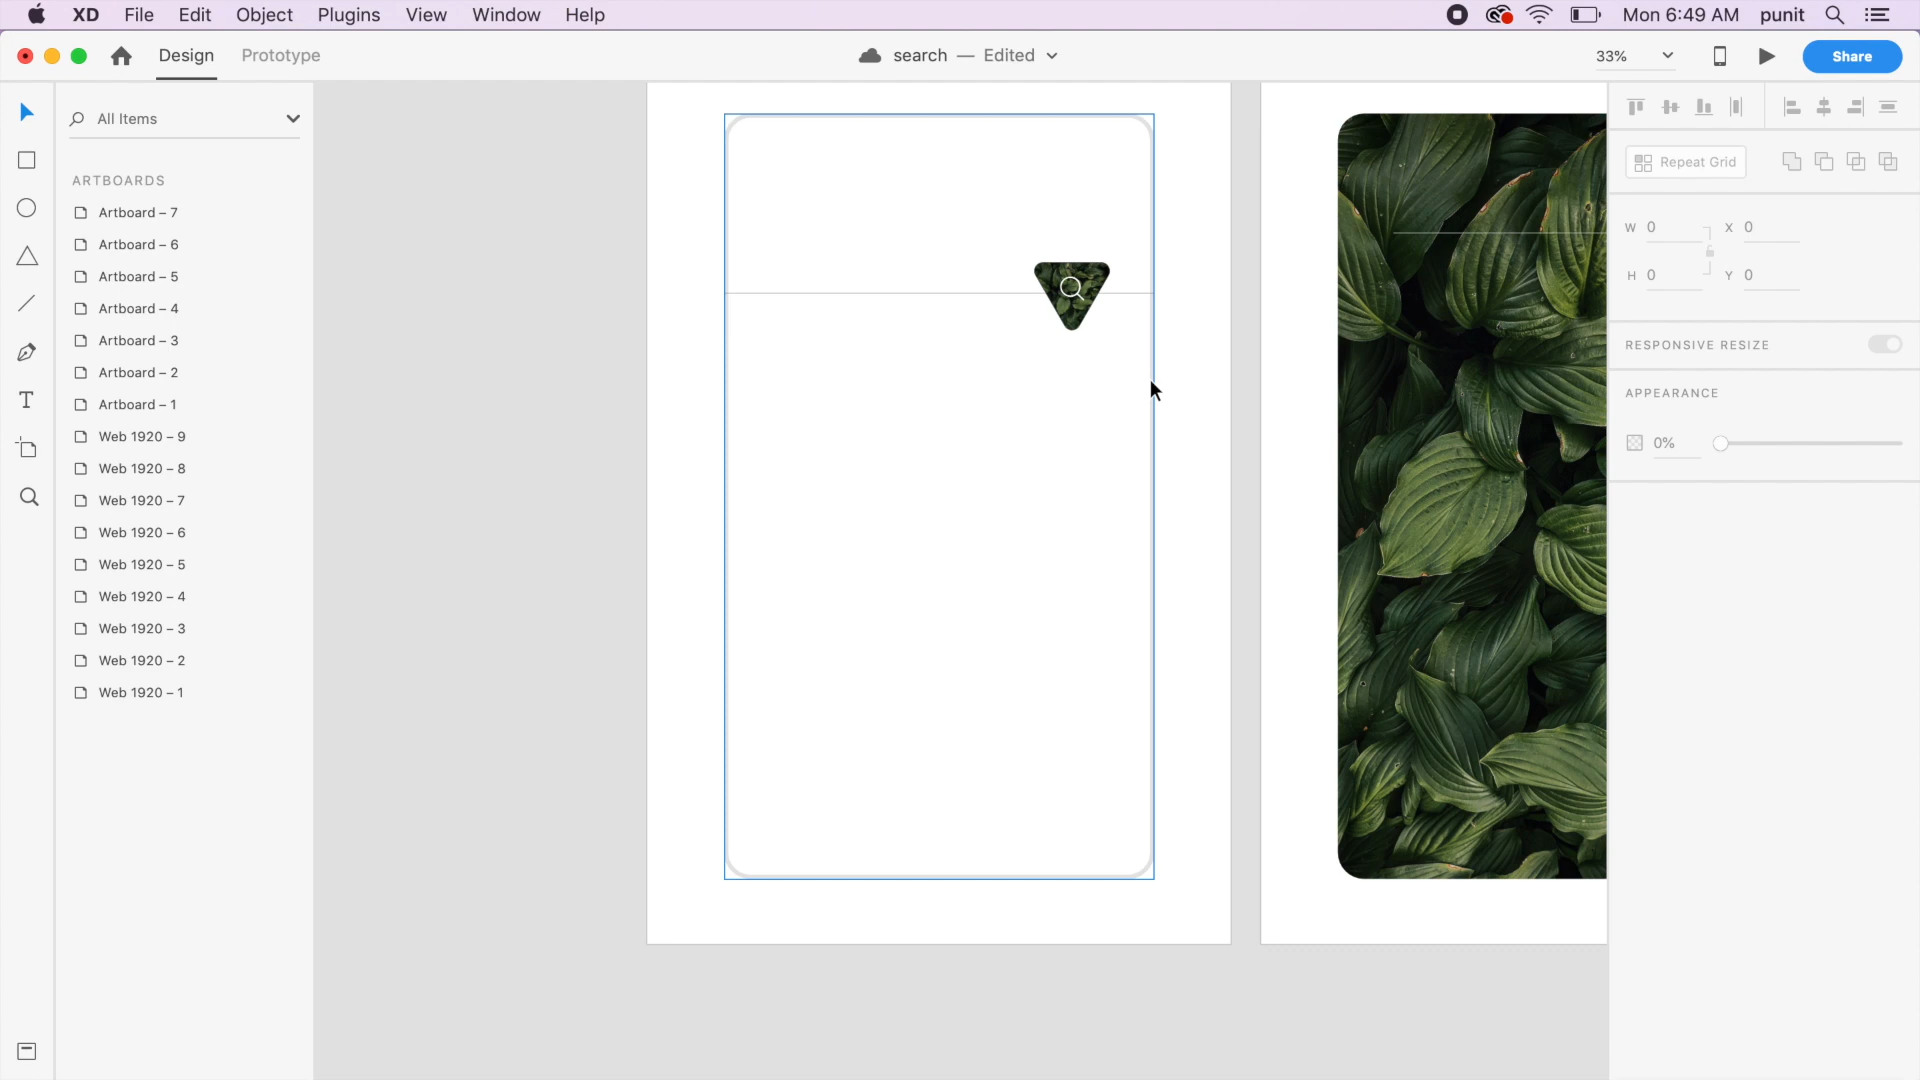 XD File Edit Object Plugins View Window Help Mon 6:49 AM punit
Design Prototype search — Edited 33% Share
All Items
Repeat Grid
ARTBOARDS
Artboard – 7
Artboard – 6
Artboard – 5
Artboard – 4
Artboard – 3
Artboard – 2
Artboard – 1
Web 1920 – 9
Web 1920 – 8
Web 1920 – 7
Web 1920 – 6
Web 1920 – 5
Web 1920 – 4
Web 1920 – 3
Web 1920 – 2
Web 1920 – 1
W 0 X 0
H 0 Y 0
RESPONSIVE RESIZE
APPEARANCE
0%